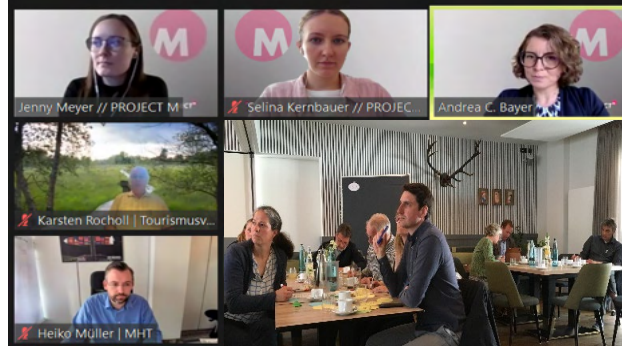 M
M
M
Jenny Meyer // PROJECT M
Selina Kernbauer // PROJEC...
Andrea C. Bayer
Karsten Rocholl | Tourismusv...
Heiko Müller | MHT